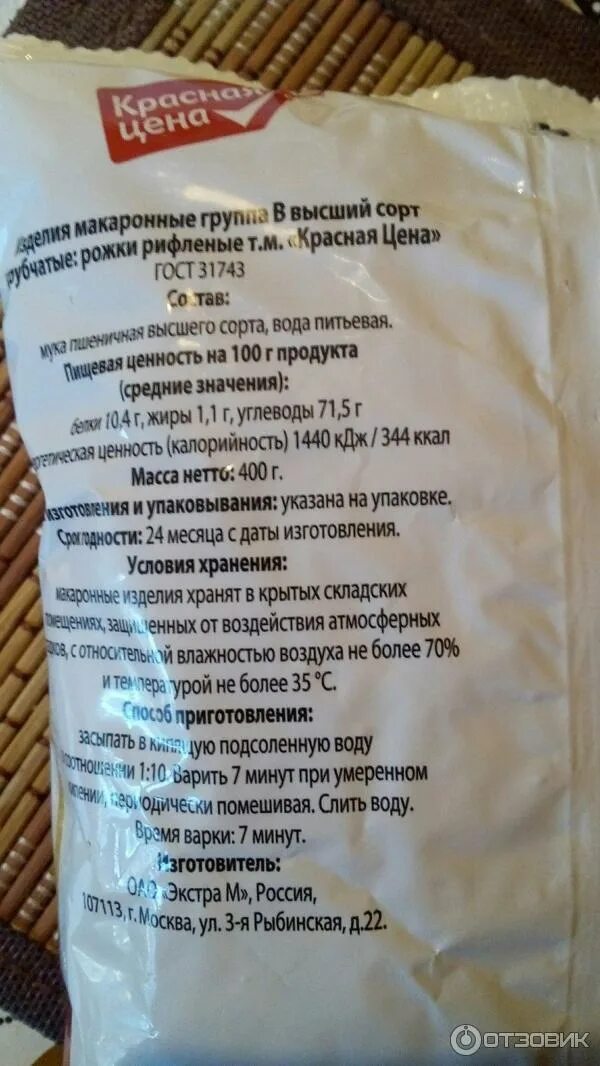 Красная
цена
изделия макаронные группа В высший сорт
трубчатые: рожки рифленые т.м. «Красная Цена»
ГОСТ 31743
Состав:
мука пшеничная высшего сорта, вода питьевая.
Пищевая ценность на 100 г продукта
(средние значения):
белки 10,4 г, жиры 1,1 г, углеводы 71,5 г
энергетическая ценность (калорийность) 1440 кДж / 344 ккал
Масса нетто: 400 г.
изготовления и упаковывания: указана на упаковке.
Срок годности: 24 месяца с даты изготовления.
Условия хранения:
макаронные изделия хранят в крытых складских
помещениях, защищенных от воздействия атмосферных
осадков, с относительной влажностью воздуха не более 70%
и температурой не более 35 °С.
Способ приготовления:
засыпать в кипящую подсоленную воду
в соотношении 1:10. Варить 7 минут при умеренном
кипении, периодически помешивая. Слить воду.
Время варки: 7 минут.
Изготовитель:
ОАО «Экстра М», Россия,
107113, г. Москва, ул. 3-я Рыбинская, д.22.
ОТЗОВИК